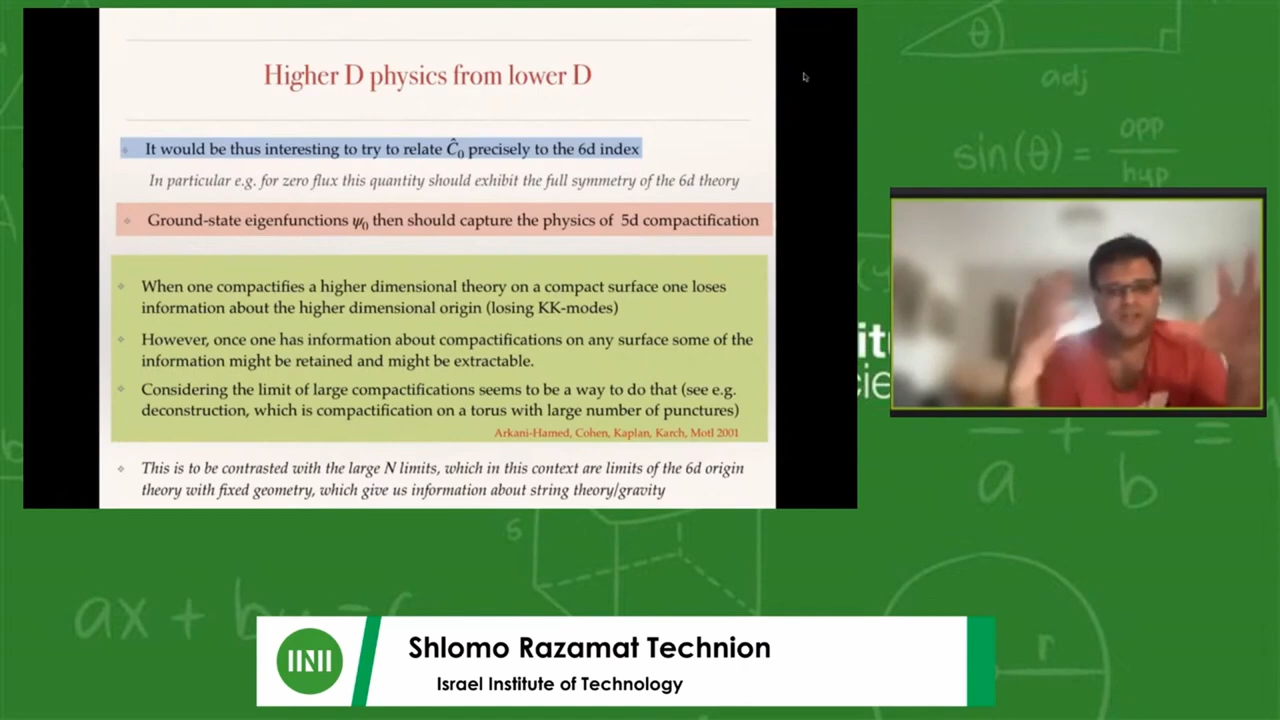 Higher D physics from lower D
It would be thus interesting to try to relate Ĉ₀ precisely to the 6d index
In particular e.g. for zero flux this quantity should exhibit the full symmetry of the 6d theory
Ground-state eigenfunctions ψ₀ then should capture the physics of 5d compactification
When one compactifies a higher dimensional theory on a compact surface one loses
information about the higher dimensional origin (losing KK-modes)
However, once one has information about compactifications on any surface some of the
information might be retained and might be extractable.
Considering the limit of large compactifications seems to be a way to do that (see e.g.
deconstruction, which is compactification on a torus with large number of punctures)
Arkani-Hamed, Cohen, Kaplan, Karch, Motl 2001
This is to be contrasted with the large N limits, which in this context are limits of the 6d origin
theory with fixed geometry, which give us information about string theory/gravity
θ
adj
sin(θ) = opp
hyp
a + b =
s
r
Shlomo Razamat Technion
Israel Institute of Technology